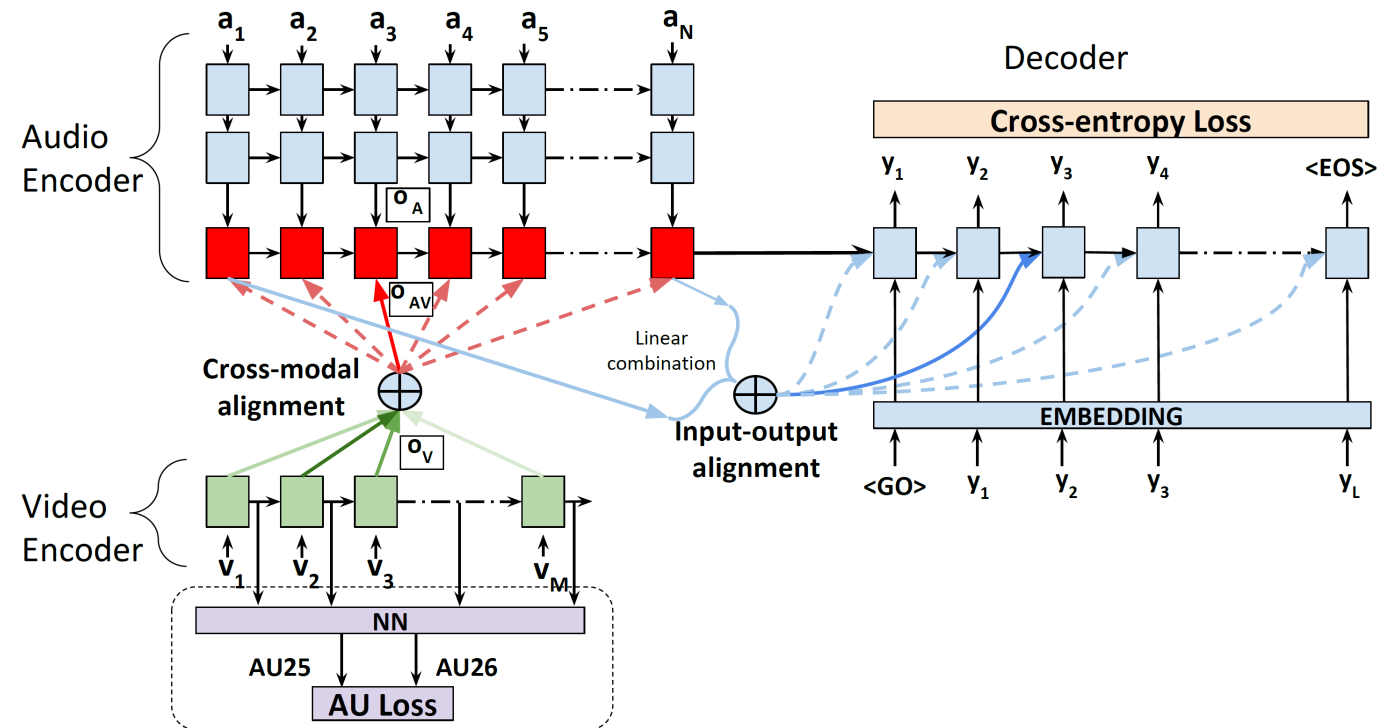 a1 a2 a3 a4 a5 aN
Audio
Encoder
oA
oAV
Cross-modal
alignment
oV
Video
Encoder
v1 v2 v3 vM
NN
AU25 AU26
AU Loss
Linear
combination
Input-output
alignment
Decoder
Cross-entropy Loss
y1 y2 y3 y4 <EOS>
EMBEDDING
<GO> y1 y2 y3 yL